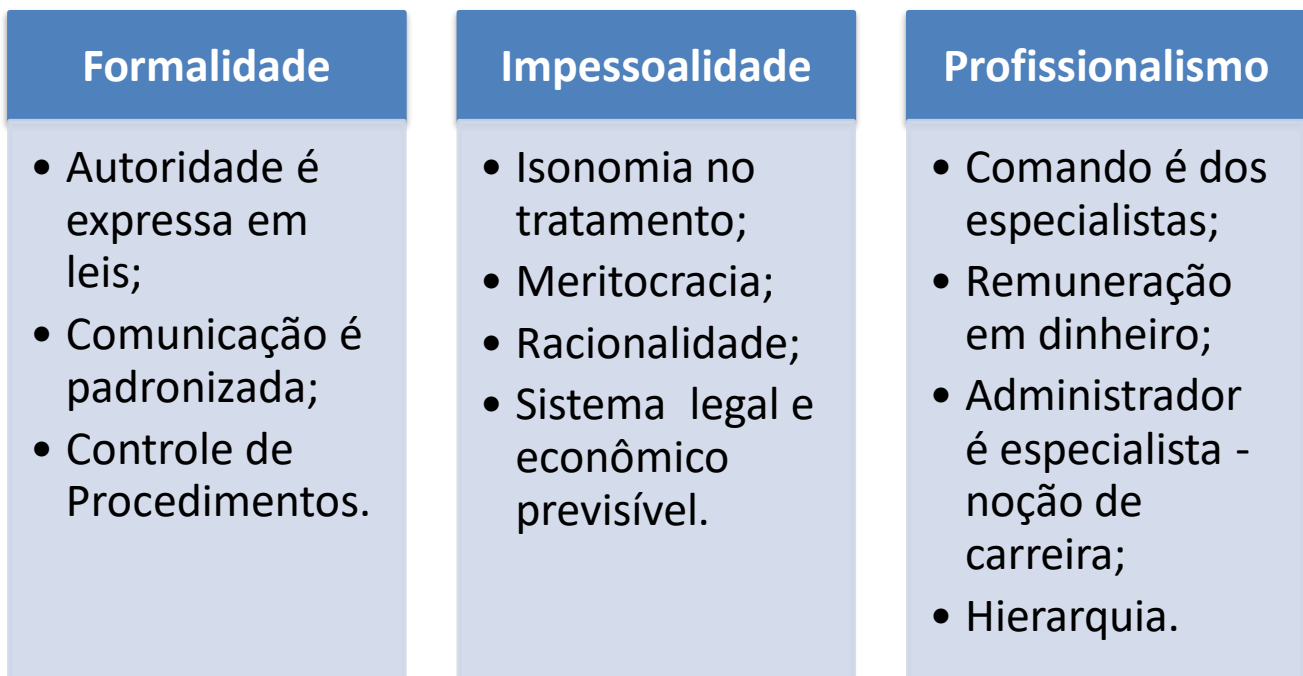 Formalidade
• Autoridade é
expressa em
leis;
• Comunicação é
padronizada;
• Controle de
Procedimentos.
Impessoalidade
• Isonomia no
tratamento;
• Meritocracia;
• Racionalidade;
• Sistema legal e
econômico
previsível.
Profissionalismo
• Comando é dos
especialistas;
• Remuneração
em dinheiro;
• Administrador
é especialista -
noção de
carreira;
• Hierarquia.